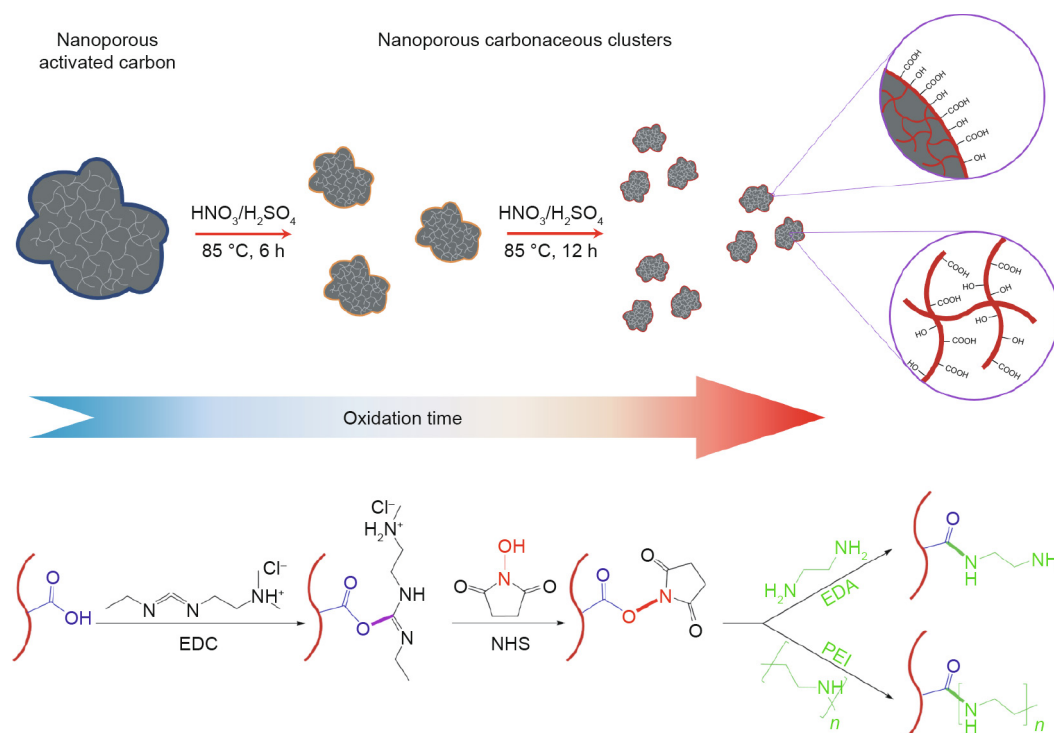 Nanoporous
activated carbon
Nanoporous carbonaceous clusters
HNO₃/H₂SO₄
85 °C, 6 h
HNO₃/H₂SO₄
85 °C, 12 h
COOH
OH
COOH
OH
COOH
OH
COOH
OH
COOH
HO
OH
COOH
HO
HO
COOH
OH
HO
COOH
COOH
Oxidation time
O
OH
Cl⁻
N
N
NH⁺
EDC
Cl⁻
H₂N⁺
O
NH
O
N
OH
N
O
O
NHS
O
O
N
O
O
NH₂
H₂N
EDA
PEI
NH
n
O
N
H
NH
O
N
H
N
H
n